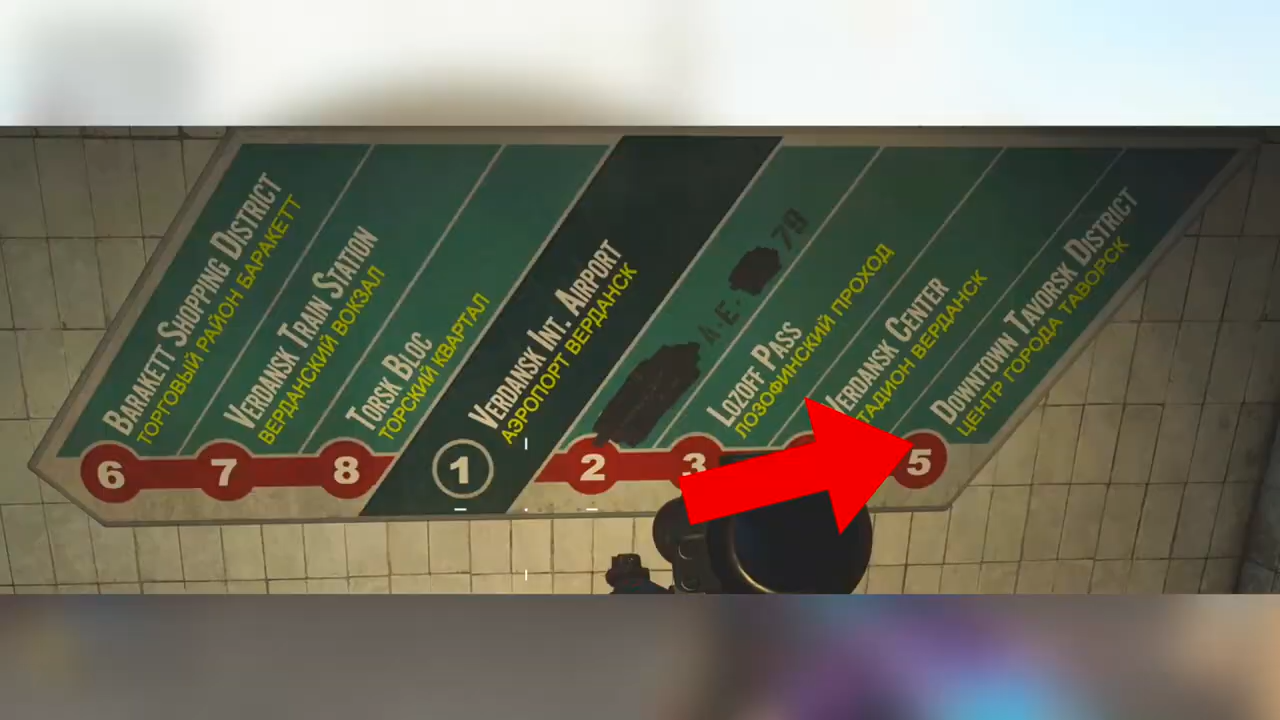 BARAKETT SHOPPING DISTRICT
ТОРГОВЫЙ РАЙОН БАРАКЕТТ
VERDANSK TRAIN STATION
ВЕРДАНСКИЙ ВОКЗАЛ
TORSK BLOC
ТОРСКИЙ КВАРТАЛ
VERDANSK INT. AIRPORT
АЭРОПОРТ ВЕРДАНСК
A-E- 79
LOZOFF PASS
ЛОЗОФИНСКИЙ ПРОХОД
VERDANSK CENTER
ВЕРДАНСК
DOWNTOWN TAVORSK DISTRICT
ЦЕНТР ГОРОДА ТАВОРСК
6 7 8 1 2 3 5